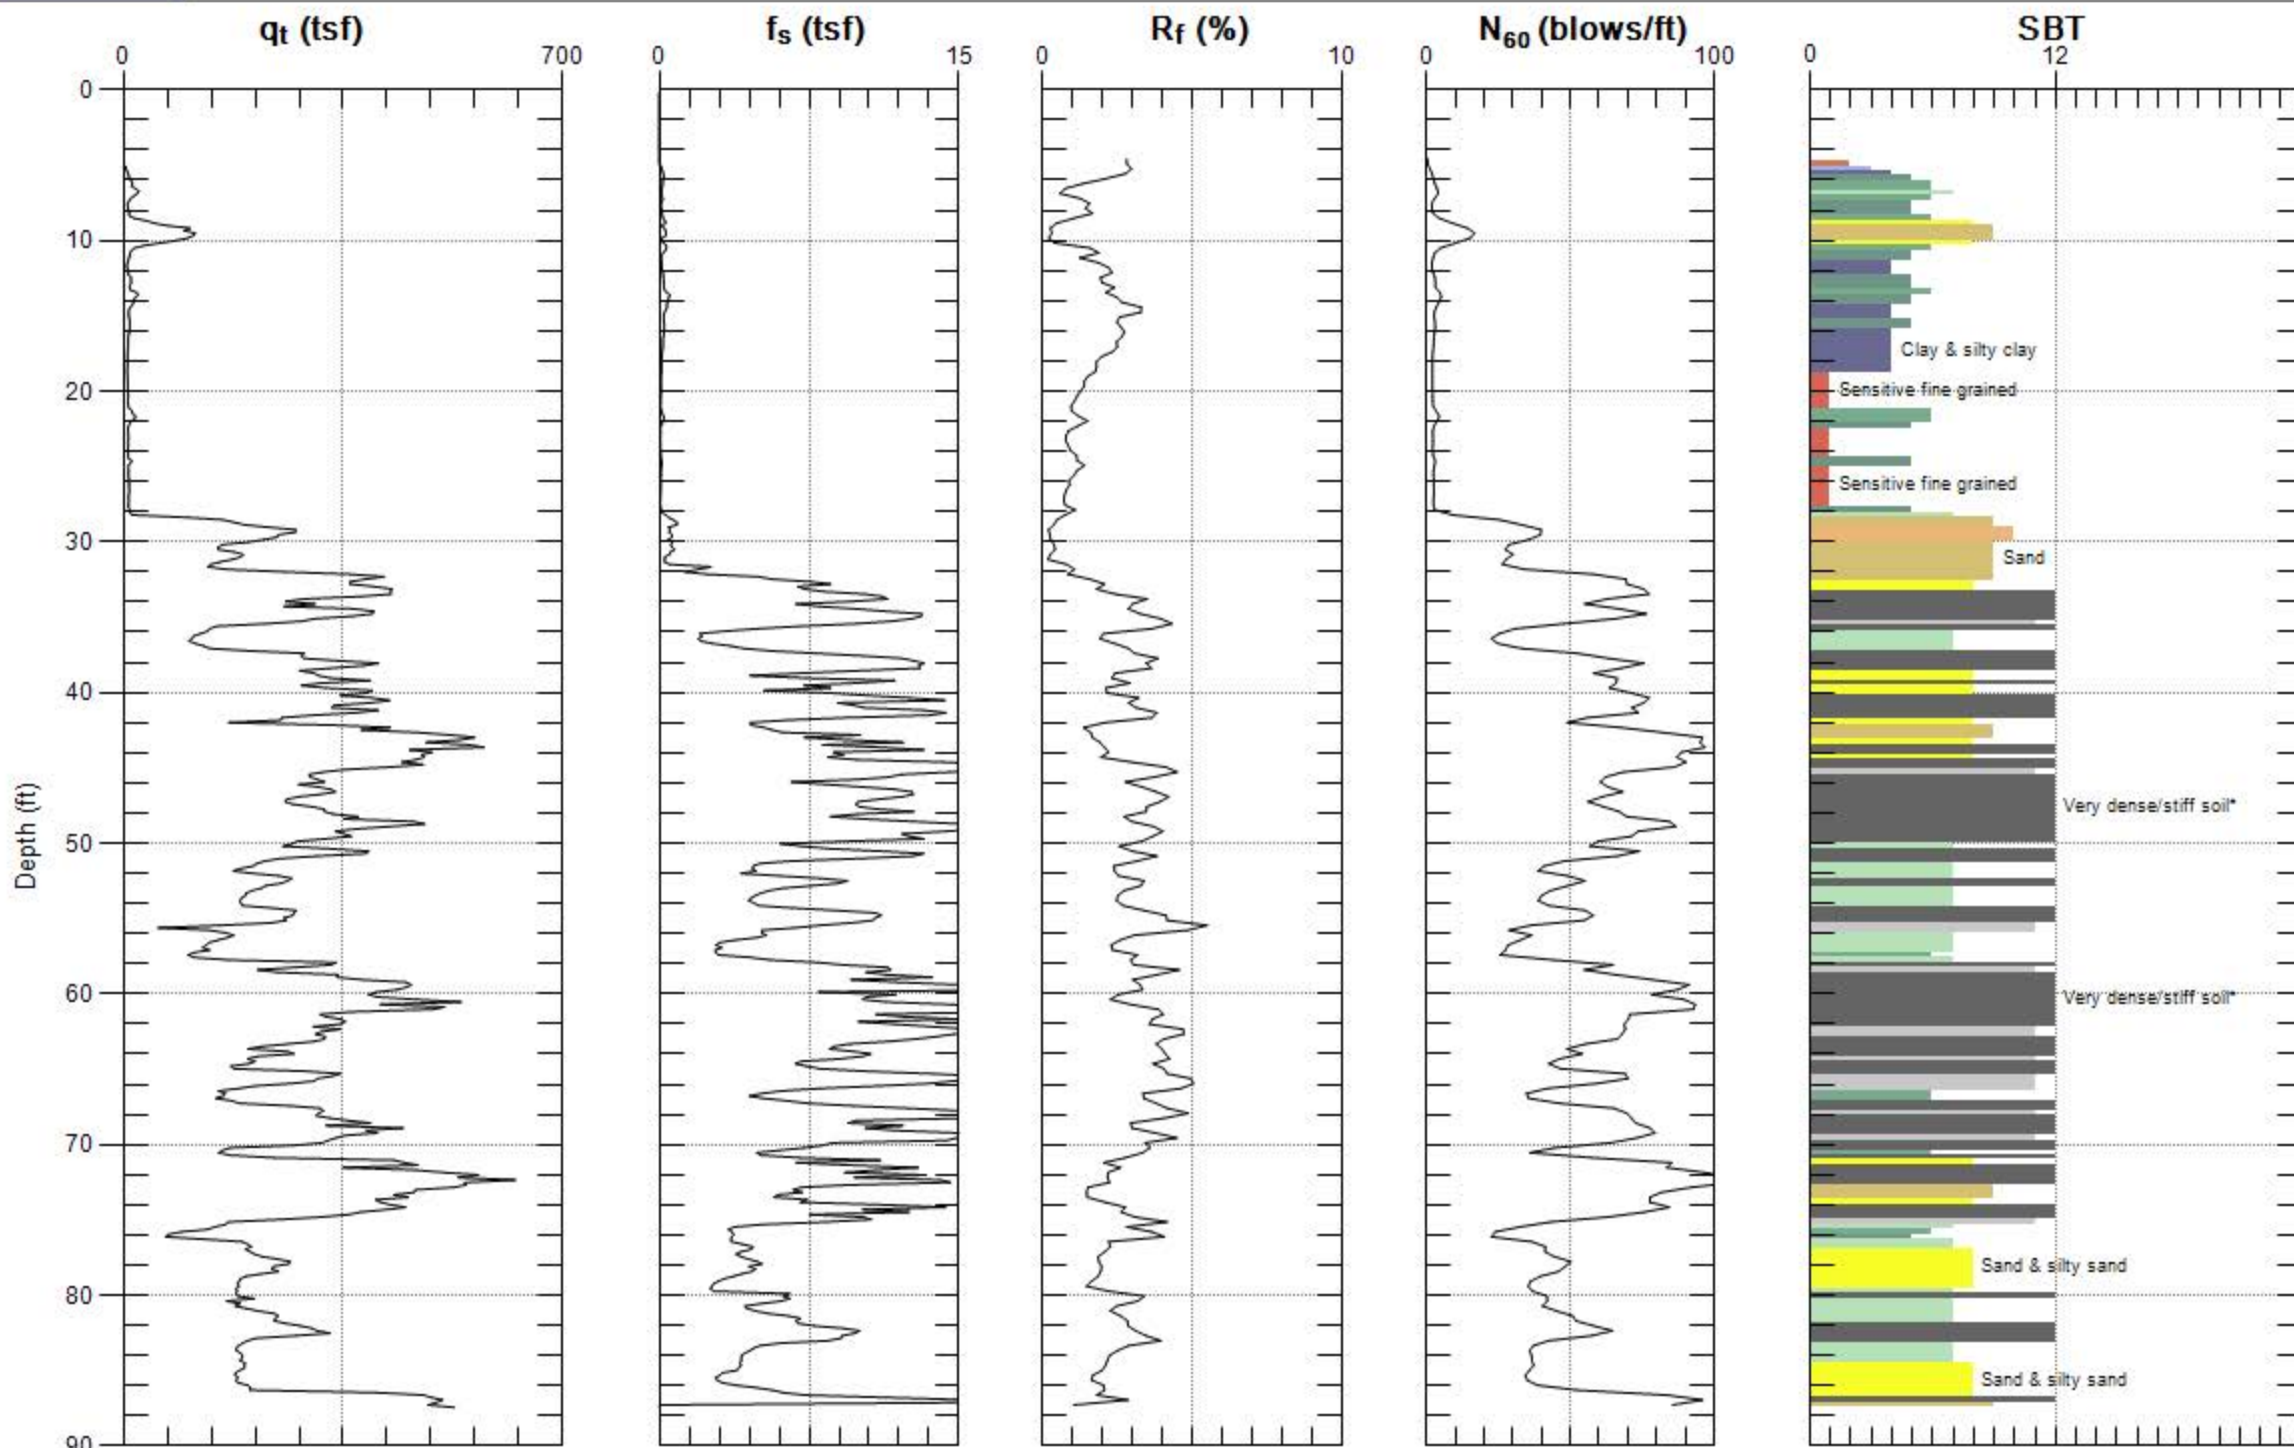 qt (tsf) fs (tsf) Rf (%) N60 (blows/ft) SBT
0 700 0 15 0 10 0 100 0 12
0
10
20
30
40
50
60
70
80
90
Depth (ft)
Clay & silty clay
Sensitive fine grained
Sensitive fine grained
Sand
Very dense/stiff soil*
Very dense/stiff soil*
Sand & silty sand
Sand & silty sand